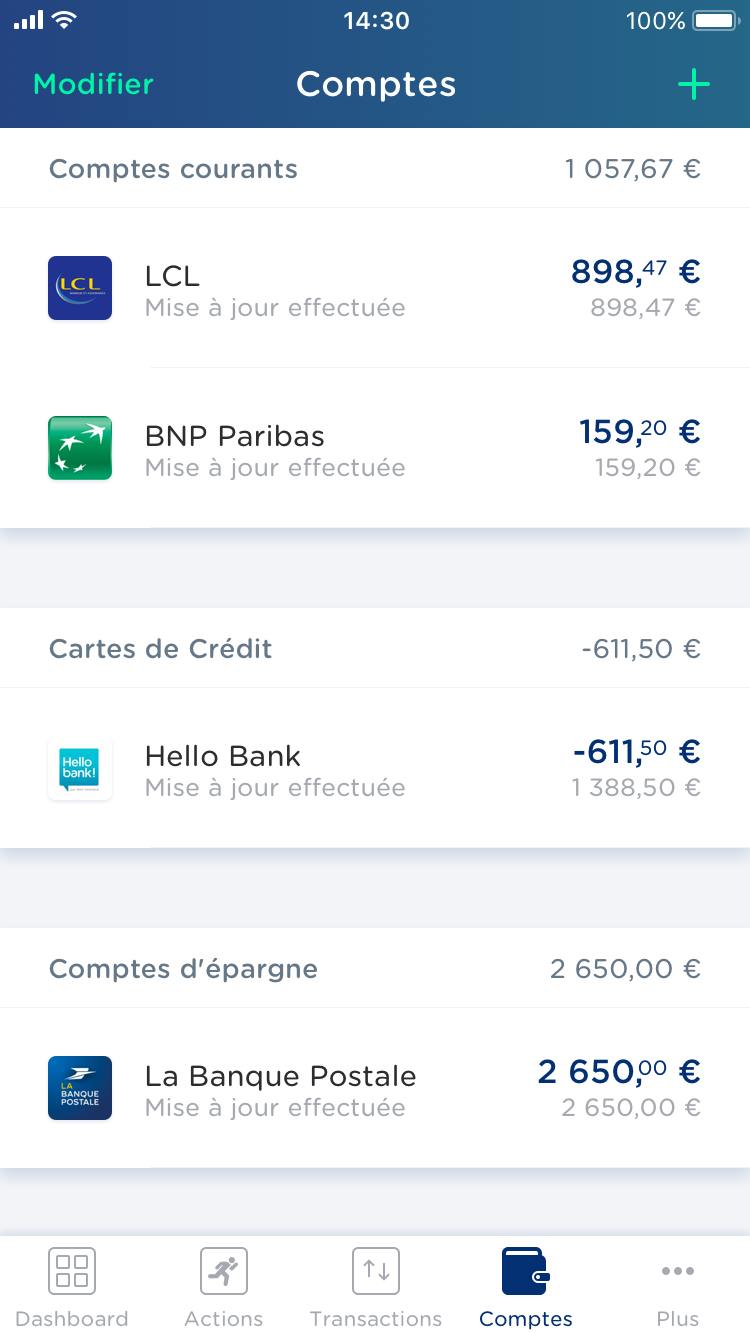 14:30 100%
Modifier Comptes +
Comptes courants 1 057,67 €
LCL
LCL 898,47 €
Mise à jour effectuée 898,47 €
BNP Paribas 159,20 €
Mise à jour effectuée 159,20 €
Cartes de Crédit -611,50 €
Hello
bank!
Hello Bank -611,50 €
Mise à jour effectuée 1 388,50 €
Comptes d'épargne 2 650,00 €
LA
BANQUE
POSTALE
La Banque Postale 2 650,00 €
Mise à jour effectuée 2 650,00 €
Dashboard Actions Transactions Comptes Plus